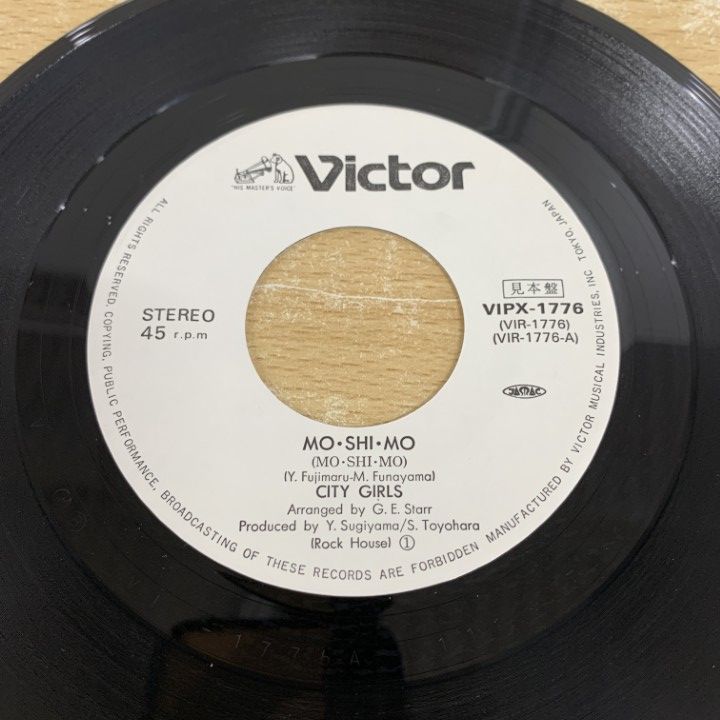 Victor
"HIS MASTER'S VOICE"
STEREO
45 r.p.m
見本盤
VIPX-1776
(VIR-1776)
(VIR-1776-A)
JASRAC
MO・SHI・MO
(MO・SHI・MO)
(Y. Fujimaru-M. Funayama)
CITY GIRLS
Arranged by G. E. Starr
Produced by Y. Sugiyama/S. Toyohara
(Rock House) ①
ALL RIGHTS RESERVED. COPYING, PUBLIC PERFORMANCE, BROADCASTING OF THESE RECORDS ARE FORBIDDEN MANUFACTURED BY VICTOR MUSICAL INDUSTRIES, INC. TOKYO, JAPAN